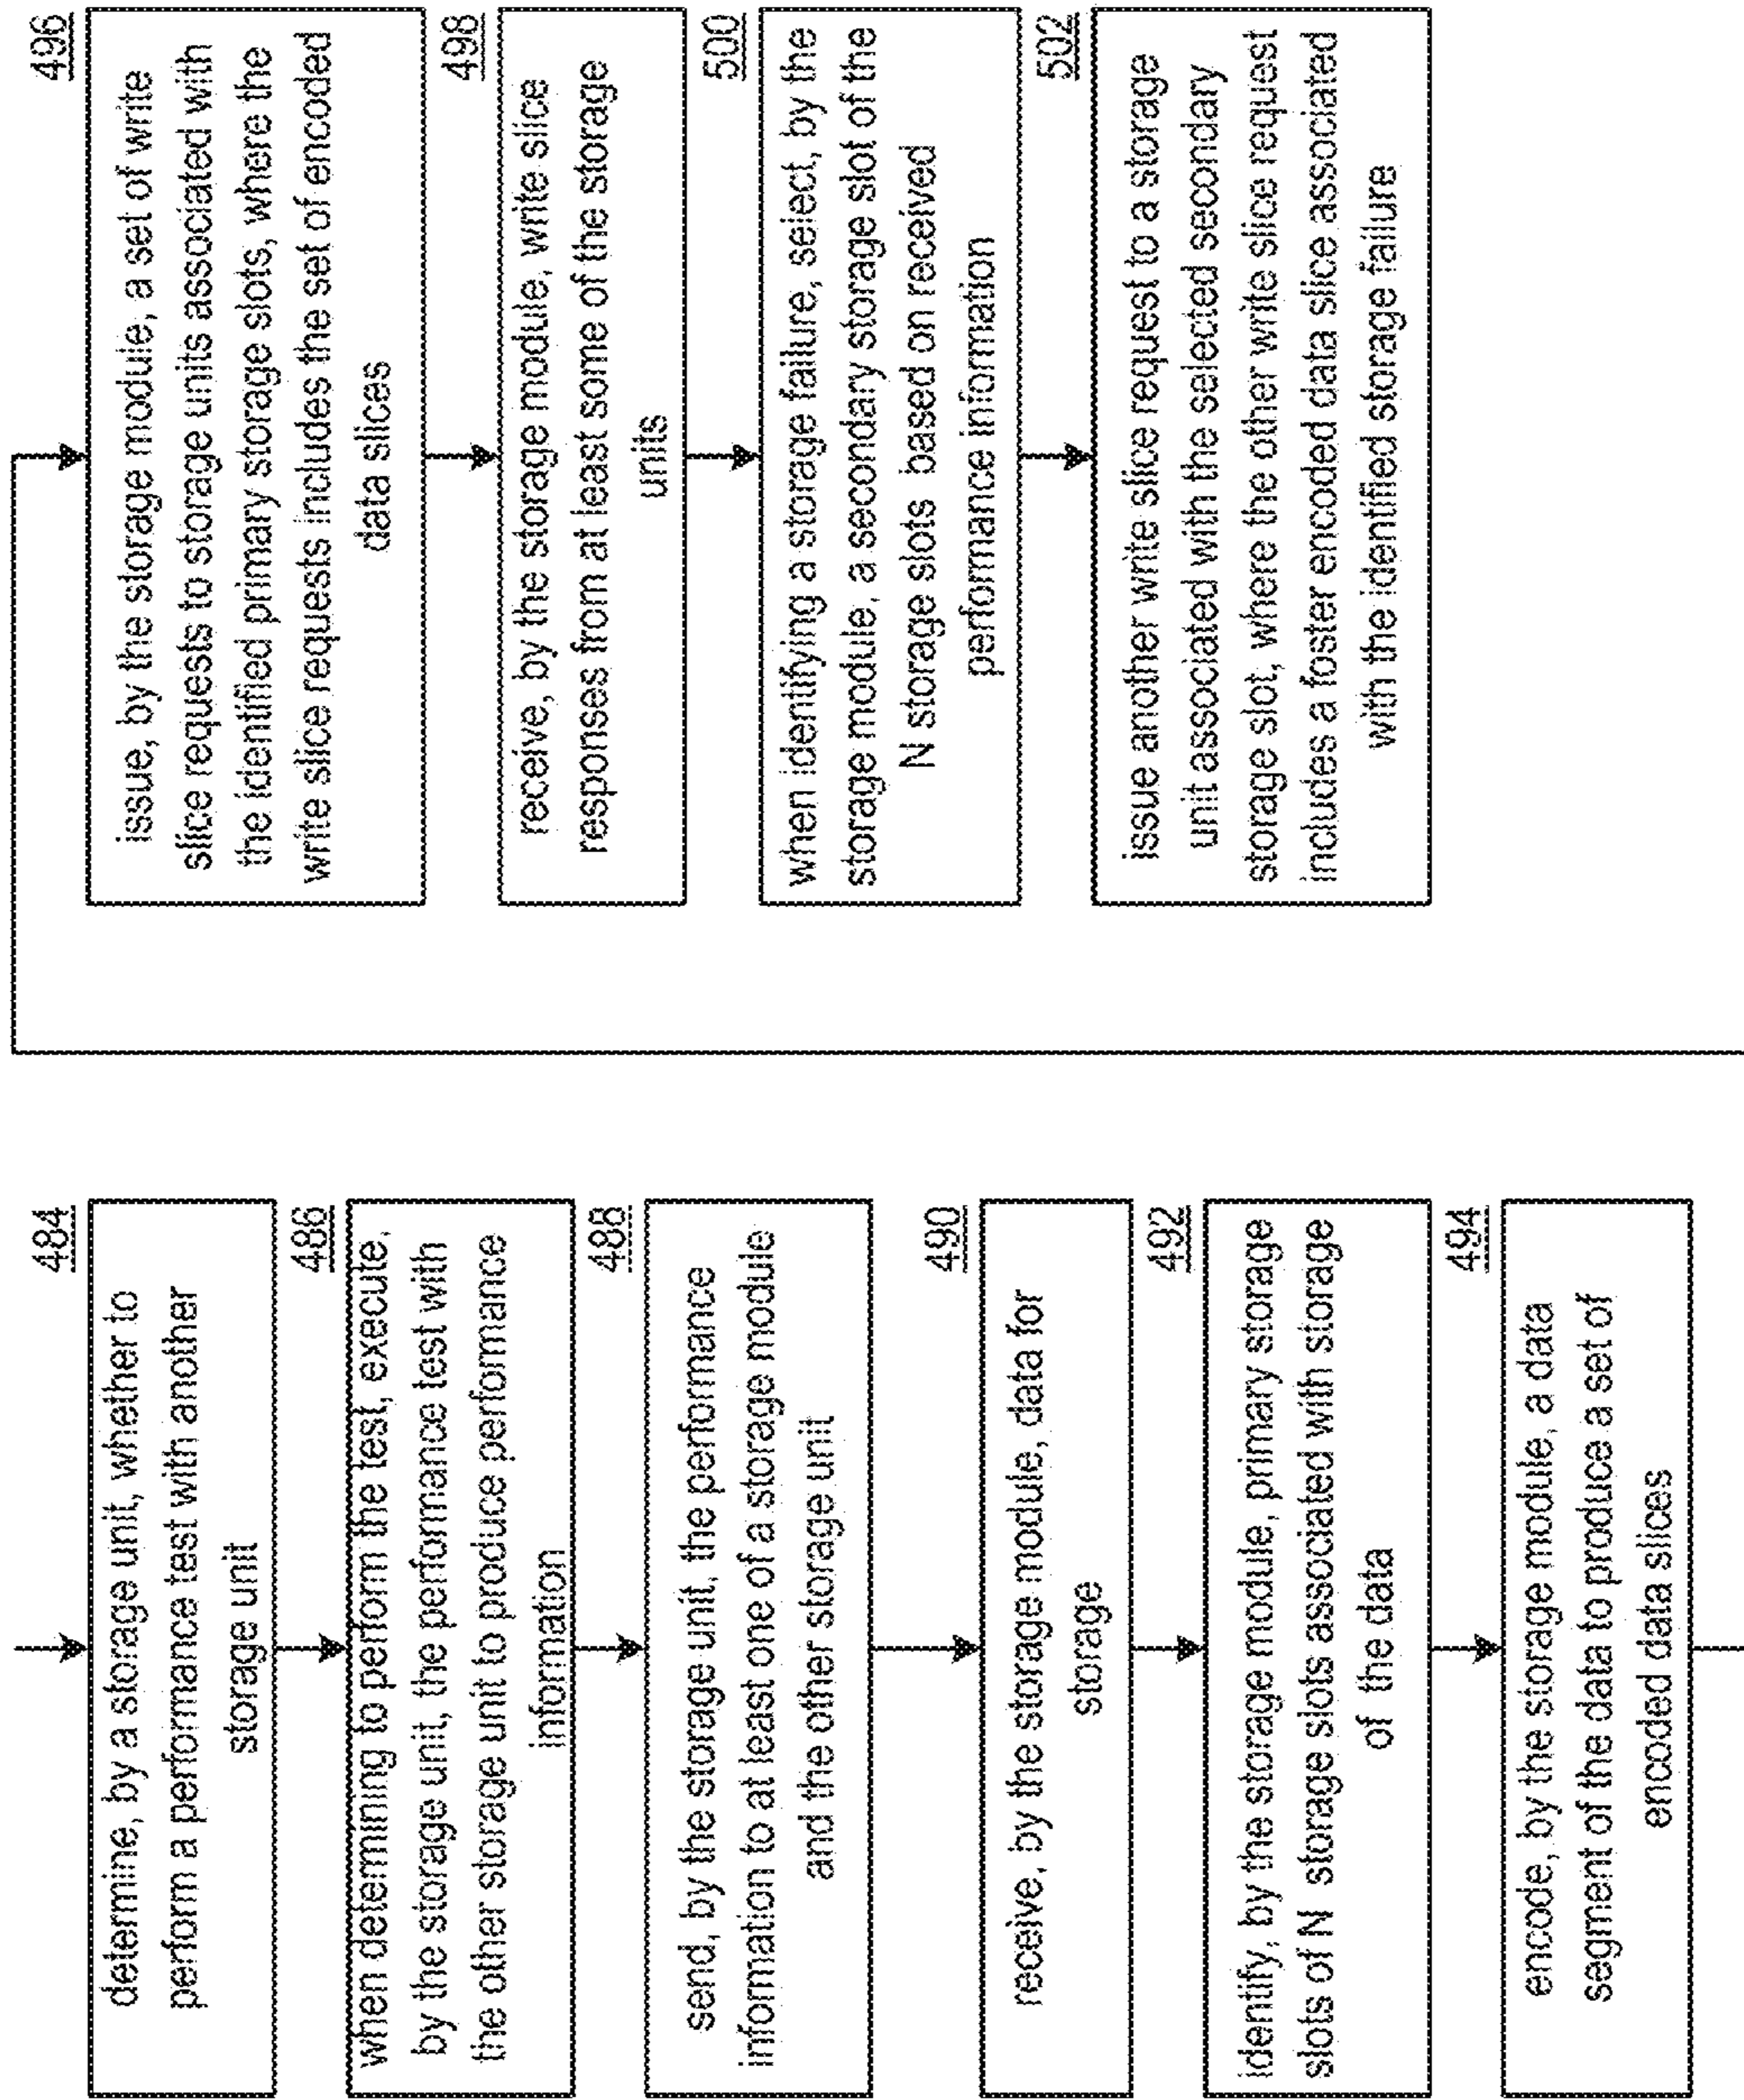 484
determine, by a storage unit, whether to
perform a performance test with another
storage unit
486
when determining to perform the test, execute,
by the storage unit, the performance test with
the other storage unit to produce performance
information
488
send, by the storage unit, the performance
information to at least one of a storage module
and the other storage unit
490
receive, by the storage module, data for
storage
492
identify, by the storage module, primary storage
slots of N storage slots associated with storage
of the data
494
encode, by the storage module, a data
segment of the data to produce a set of
encoded data slices
496
issue, by the storage module, a set of write
slice requests to storage units associated with
the identified primary storage slots, where the
write slice requests includes the set of encoded
data slices
498
receive, by the storage module, write slice
responses from at least some of the storage
units
500
when identifying a storage failure, select, by the
storage module, a secondary storage slot of the
N storage slots based on received
performance information
502
issue another write slice request to a storage
unit associated with the selected secondary
storage slot, where the other write slice request
includes a foster encoded data slice associated
with the identified storage failure